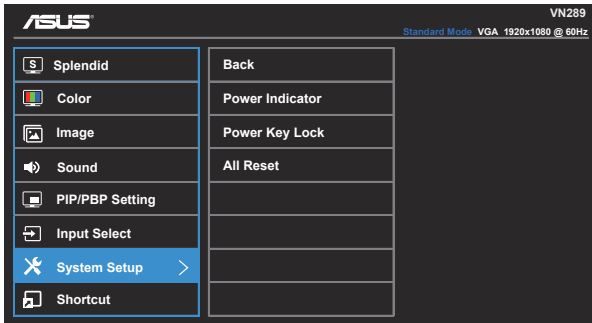 ASUS
VN289
Standard Mode VGA 1920x1080 @ 60Hz
S Splendid
Color
Image
Sound
PIP/PBP Setting
Input Select
System Setup
Shortcut
Back
Power Indicator
Power Key Lock
All Reset